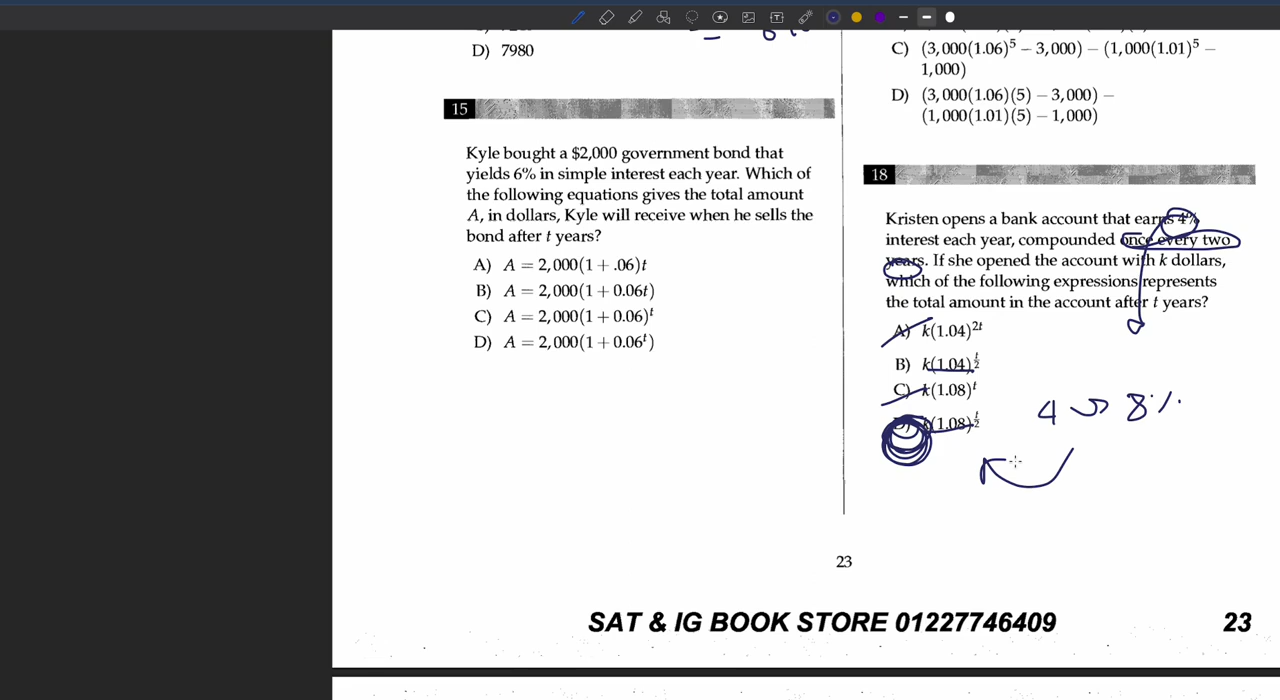 D) 7980
15
Kyle bought a $2,000 government bond that
yields 6% in simple interest each year. Which of
the following equations gives the total amount
A, in dollars, Kyle will receive when he sells the
bond after t years?
A) A = 2,000(1 + .06)t
B) A = 2,000(1 + 0.06t)
C) A = 2,000(1 + 0.06)ᵗ
D) A = 2,000(1 + 0.06ᵗ)
C) (3,000(1.06)⁵ − 3,000) − (1,000(1.01)⁵ −
1,000)
D) (3,000(1.06)(5) − 3,000) −
(1,000(1.01)(5) − 1,000)
18
Kristen opens a bank account that earns 4%
interest each year, compounded once every two
years. If she opened the account with k dollars,
which of the following expressions represents
the total amount in the account after t years?
A) k(1.04)²ᵗ
B) k(1.04)^(t/2)
C) k(1.08)ᵗ
D) k(1.08)^(t/2)
4 → 8%
23
SAT & IG BOOK STORE 01227746409 23